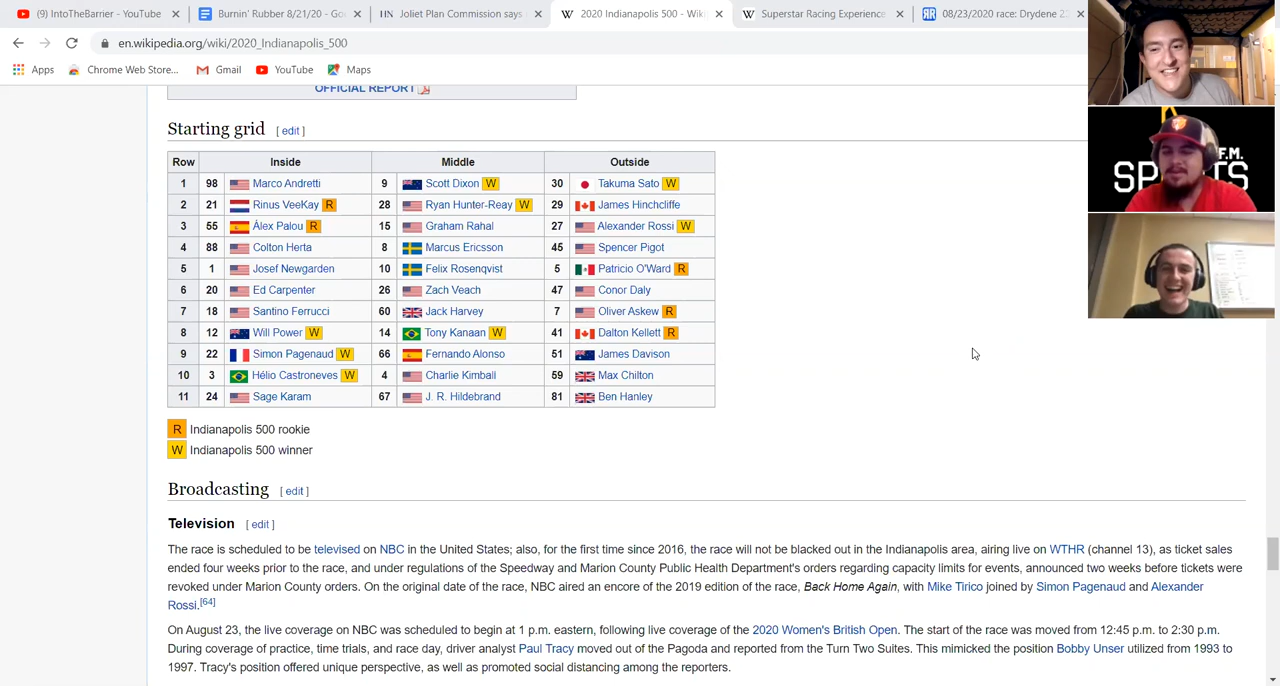 (9) IntoTheBarrier - YouTube × Burnin' Rubber 8/21/20 - Go × HN Joliet Plan Commission says × W 2020 Indianapolis 500 - Wiki × W Superstar Racing Experience × RR 08/23/2020 race: Drydene 2 ×
en.wikipedia.org/wiki/2020_Indianapolis_500
Apps Chrome Web Store... Gmail YouTube Maps
OFFICIAL REPORT
F.M.
SPORTS
Starting grid [ edit ]
Row Inside Middle Outside
1 98 Marco Andretti 9 Scott Dixon W 30 Takuma Sato W
2 21 Rinus VeeKay R 28 Ryan Hunter-Reay W 29 James Hinchcliffe
3 55 Álex Palou R 15 Graham Rahal 27 Alexander Rossi W
4 88 Colton Herta 8 Marcus Ericsson 45 Spencer Pigot
5 1 Josef Newgarden 10 Felix Rosenqvist 5 Patricio O'Ward R
6 20 Ed Carpenter 26 Zach Veach 47 Conor Daly
7 18 Santino Ferrucci 60 Jack Harvey 7 Oliver Askew R
8 12 Will Power W 14 Tony Kanaan W 41 Dalton Kellett R
9 22 Simon Pagenaud W 66 Fernando Alonso 51 James Davison
10 3 Hélio Castroneves W 4 Charlie Kimball 59 Max Chilton
11 24 Sage Karam 67 J. R. Hildebrand 81 Ben Hanley
R Indianapolis 500 rookie
W Indianapolis 500 winner
Broadcasting [ edit ]
Television [ edit ]
The race is scheduled to be televised on NBC in the United States; also, for the first time since 2016, the race will not be blacked out in the Indianapolis area, airing live on WTHR (channel 13), as ticket sales
ended four weeks prior to the race, and under regulations of the Speedway and Marion County Public Health Department's orders regarding capacity limits for events, announced two weeks before tickets were
revoked under Marion County orders. On the original date of the race, NBC aired an encore of the 2019 edition of the race, Back Home Again, with Mike Tirico joined by Simon Pagenaud and Alexander
Rossi.[64]
On August 23, the live coverage on NBC was scheduled to begin at 1 p.m. eastern, following live coverage of the 2020 Women's British Open. The start of the race was moved from 12:45 p.m. to 2:30 p.m.
During coverage of practice, time trials, and race day, driver analyst Paul Tracy moved out of the Pagoda and reported from the Turn Two Suites. This mimicked the position Bobby Unser utilized from 1993 to
1997. Tracy's position offered unique perspective, as well as promoted social distancing among the reporters.